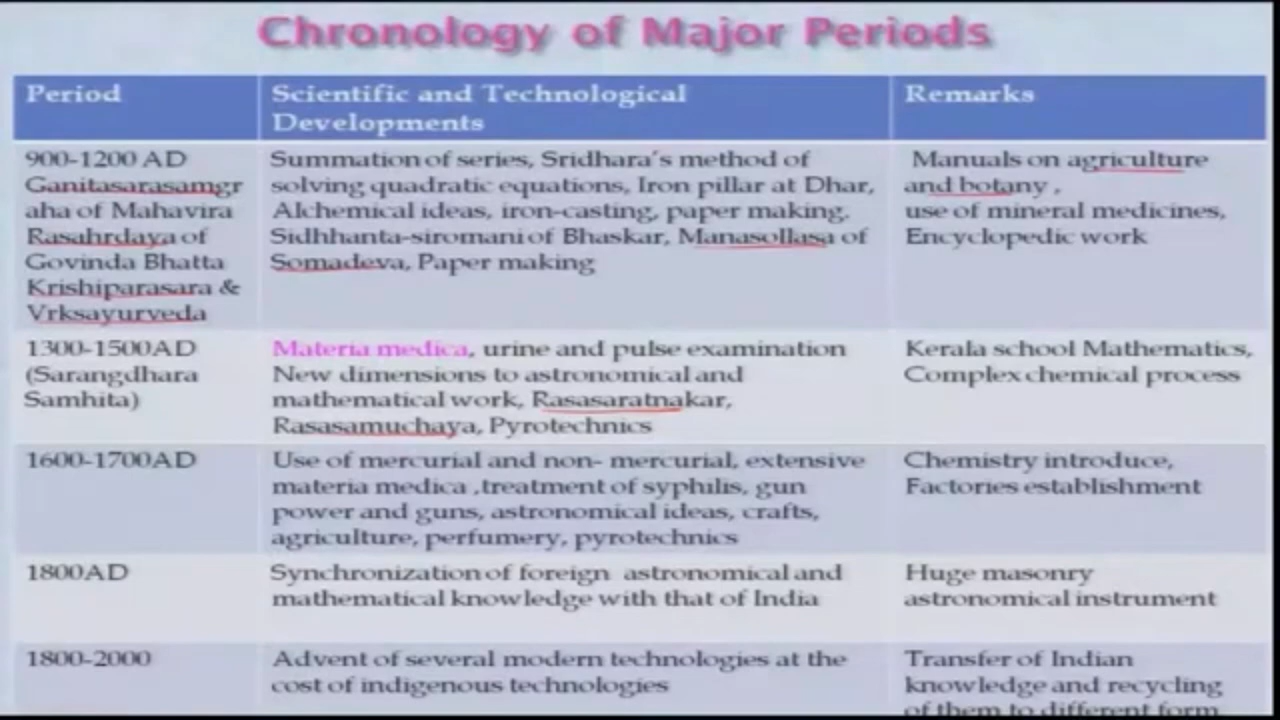 Chronology of Major Periods
Period
Scientific and Technological
Developments
Remarks
900-1200 AD
Ganitasarasamgr
aha of Mahavira
Rasahrdaya of
Govinda Bhatta
Krishiparasara &
Vrksayurveda
Summation of series, Sridhara's method of
solving quadratic equations, Iron pillar at Dhar,
Alchemical ideas, iron-casting, paper making.
Sidhhanta-siromani of Bhaskar, Manasollasa of
Somadeva, Paper making
Manuals on agriculture
and botany ,
use of mineral medicines,
Encyclopedic work
1300-1500AD
(Sarangdhara
Samhita)
Materia medica, urine and pulse examination
New dimensions to astronomical and
mathematical work, Rasasaratnakar,
Rasasamuchaya, Pyrotechnics
Kerala school Mathematics,
Complex chemical process
1600-1700AD
Use of mercurial and non- mercurial, extensive
materia medica ,treatment of syphilis, gun
power and guns, astronomical ideas, crafts,
agriculture, perfumery, pyrotechnics
Chemistry introduce,
Factories establishment
1800AD
Synchronization of foreign astronomical and
mathematical knowledge with that of India
Huge masonry
astronomical instrument
1800-2000
Advent of several modern technologies at the
cost of indigenous technologies
Transfer of Indian
knowledge and recycling
of them to different form